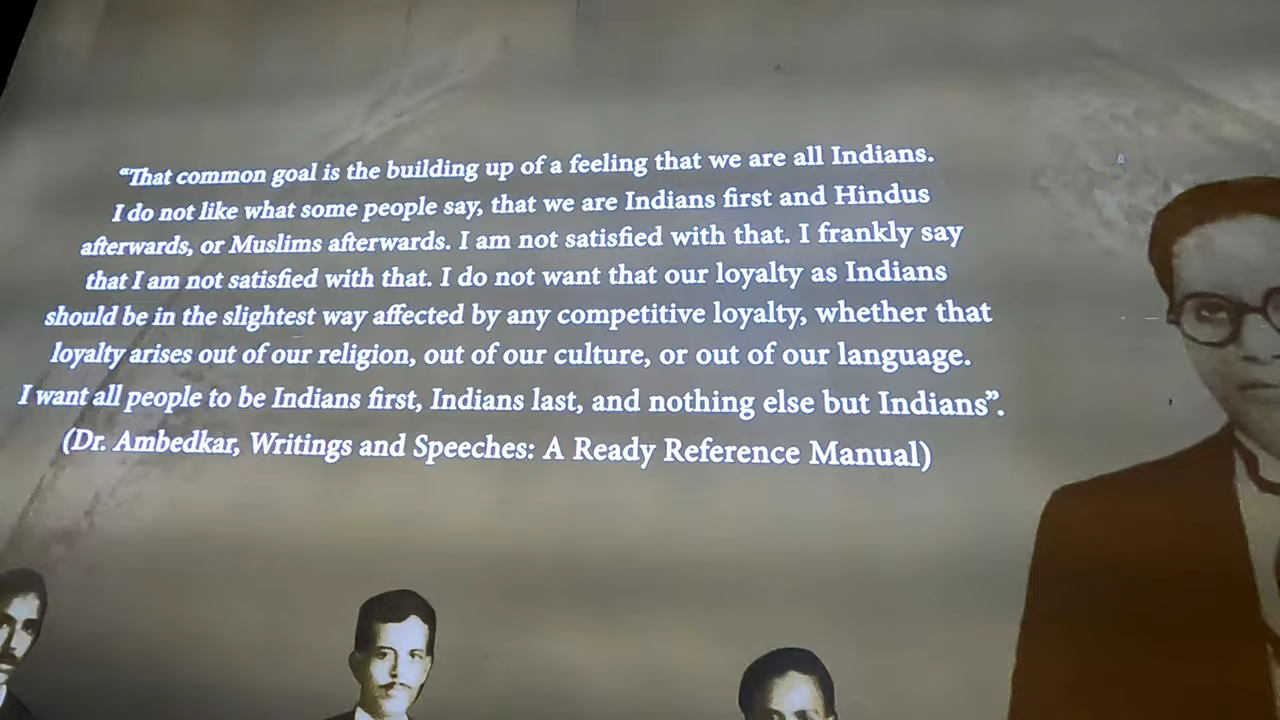 “That common goal is the building up of a feeling that we are all Indians.
I do not like what some people say, that we are Indians first and Hindus
afterwards, or Muslims afterwards. I am not satisfied with that. I frankly say
that I am not satisfied with that. I do not want that our loyalty as Indians
should be in the slightest way affected by any competitive loyalty, whether that
loyalty arises out of our religion, out of our culture, or out of our language.
I want all people to be Indians first, Indians last, and nothing else but Indians”.
(Dr. Ambedkar, Writings and Speeches: A Ready Reference Manual)